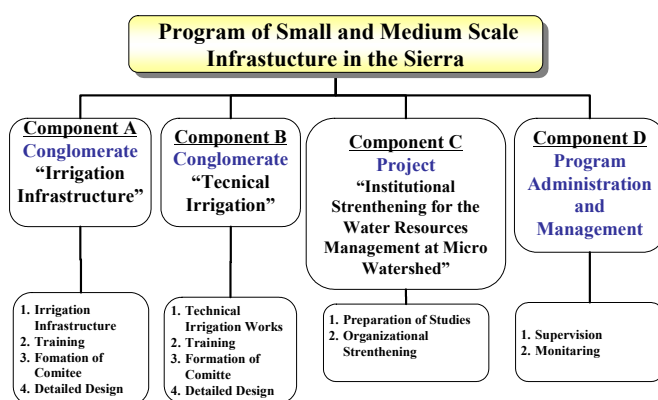 Program of Small and Medium Scale
Infrastucture in the Sierra
Component A
Conglomerate
“Irrigation
Infrastructure”
Component B
Conglomerate
“Tecnical
Irrigation”
Component C
Project
“Institutional
Strenthening for the
Water Resources
Management at Micro
Watershed”
Component D
Program
Administration
and
Management
1. Irrigation
Infrastructure
2. Training
3. Fomation of
Comitee
4. Detailed Design
1. Technical
Irrigation Works
2. Training
3. Formation of
Comitte
4. Detailed Design
1. Preparation of Studies
2. Organizational
Strenthening
1. Supervision
2. Monitaring